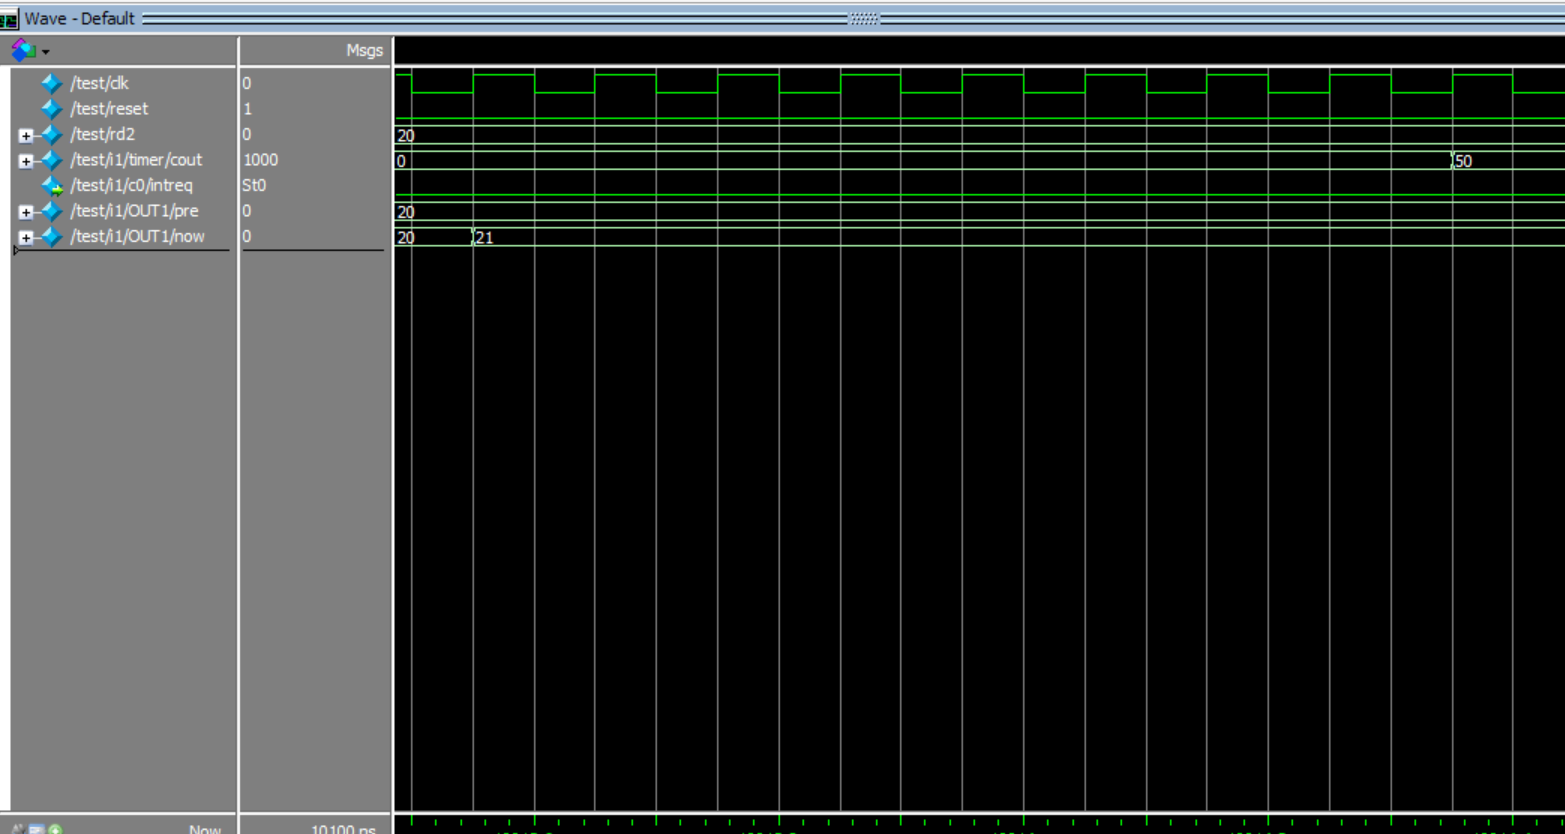 Wave - Default
Msgs
/test/clk 0
/test/reset 1
/test/rd2 0 20
/test/i1/timer/cout 1000 0 50
/test/i1/c0/intreq St0
/test/i1/OUT1/pre 0 20
/test/i1/OUT1/now 0 20 21
Now 10100 ns